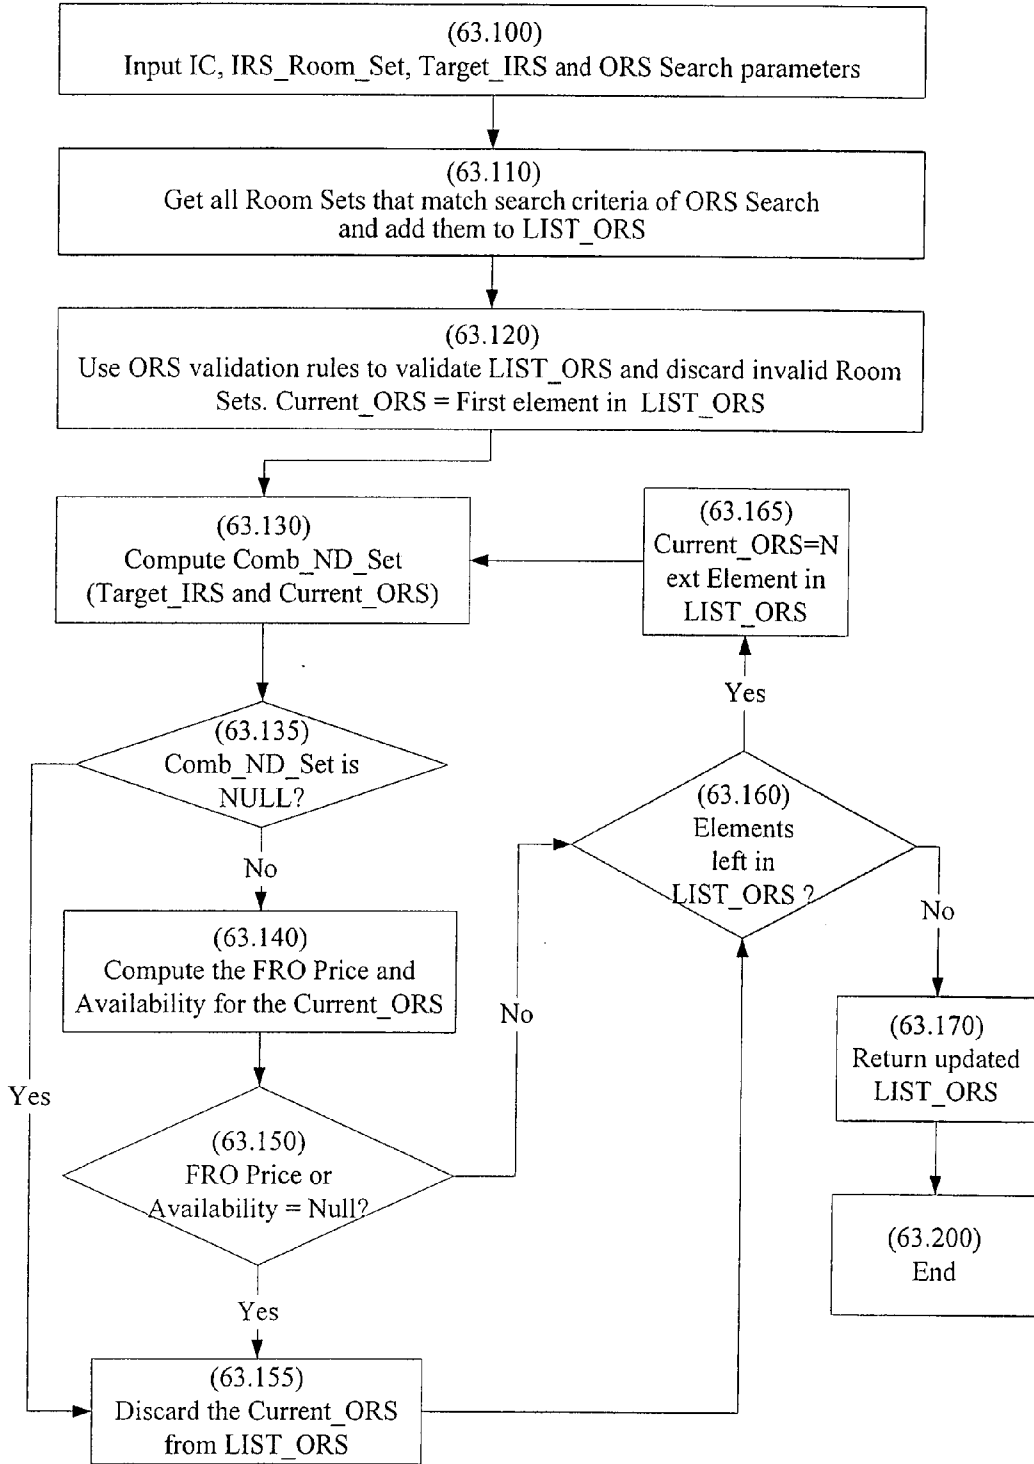 (63.100)
Input IC, IRS_Room_Set, Target_IRS and ORS Search parameters
(63.110)
Get all Room Sets that match search criteria of ORS Search
and add them to LIST_ORS
(63.120)
Use ORS validation rules to validate LIST_ORS and discard invalid Room
Sets. Current_ORS = First element in LIST_ORS
(63.130)
Compute Comb_ND_Set
(Target_IRS and Current_ORS)
(63.165)
Current_ORS=N
ext Element in
LIST_ORS
Yes
(63.135)
Comb_ND_Set is
NULL?
No
(63.160)
Elements
left in
LIST_ORS ?
No
(63.140)
Compute the FRO Price and
Availability for the Current_ORS
No
(63.170)
Return updated
LIST_ORS
Yes
(63.150)
FRO Price or
Availability = Null?
Yes
(63.200)
End
(63.155)
Discard the Current_ORS
from LIST_ORS